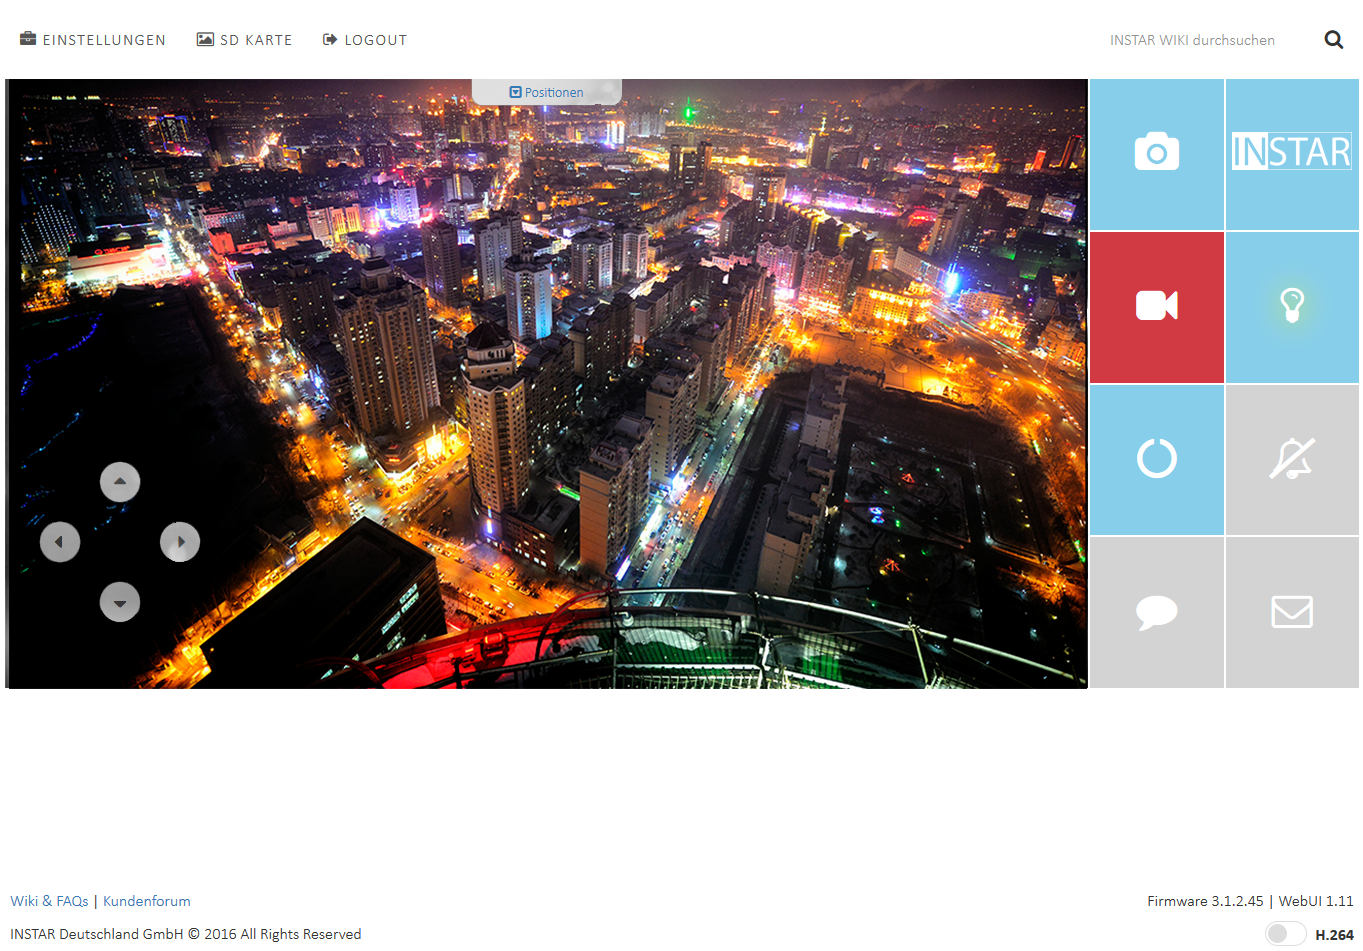 EINSTELLUNGEN SD KARTE LOGOUT INSTAR WIKI durchsuchen
Positionen
INSTAR
Wiki & FAQs | Kundenforum Firmware 3.1.2.45 | WebUI 1.11
INSTAR Deutschland GmbH © 2016 All Rights Reserved H.264